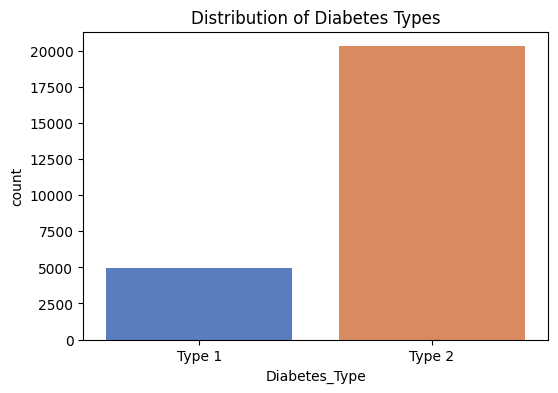 Distribution of Diabetes Types
20000
17500
15000
12500
10000
7500
5000
2500
0
count
Type 1 Type 2
Diabetes_Type